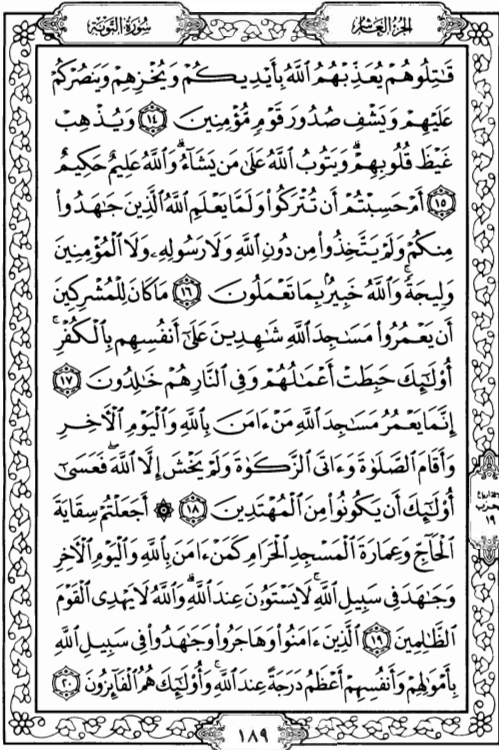 الجزء العاشر
سورة التوبة
قَٰتِلُوهُمْ يُعَذِّبْهُمُ ٱللَّهُ بِأَيْدِيكُمْ وَيُخْزِهِمْ وَيَنصُرْكُمْ
عَلَيْهِمْ وَيَشْفِ صُدُورَ قَوْمٍ مُّؤْمِنِينَ ١٤ وَيُذْهِبْ
غَيْظَ قُلُوبِهِمْ ۗ وَيَتُوبُ ٱللَّهُ عَلَىٰ مَن يَشَآءُ ۗ وَٱللَّهُ عَلِيمٌ حَكِيمٌ
١٥ أَمْ حَسِبْتُمْ أَن تُتْرَكُوا۟ وَلَمَّا يَعْلَمِ ٱللَّهُ ٱلَّذِينَ جَٰهَدُوا۟
مِنكُمْ وَلَمْ يَتَّخِذُوا۟ مِن دُونِ ٱللَّهِ وَلَا رَسُولِهِۦ وَلَا ٱلْمُؤْمِنِينَ
وَلِيجَةً ۚ وَٱللَّهُ خَبِيرٌۢ بِمَا تَعْمَلُونَ ١٦ مَا كَانَ لِلْمُشْرِكِينَ
أَن يَعْمُرُوا۟ مَسَٰجِدَ ٱللَّهِ شَٰهِدِينَ عَلَىٰٓ أَنفُسِهِم بِٱلْكُفْرِ ۚ
أُو۟لَٰٓئِكَ حَبِطَتْ أَعْمَٰلُهُمْ وَفِى ٱلنَّارِ هُمْ خَٰلِدُونَ ١٧
إِنَّمَا يَعْمُرُ مَسَٰجِدَ ٱللَّهِ مَنْ ءَامَنَ بِٱللَّهِ وَٱلْيَوْمِ ٱلْءَاخِرِ
وَأَقَامَ ٱلصَّلَوٰةَ وَءَاتَى ٱلزَّكَوٰةَ وَلَمْ يَخْشَ إِلَّا ٱللَّهَ ۖ فَعَسَىٰٓ
أُو۟لَٰٓئِكَ أَن يَكُونُوا۟ مِنَ ٱلْمُهْتَدِينَ ١٨ ۞ أَجَعَلْتُمْ سِقَايَةَ
ٱلْحَآجِّ وَعِمَارَةَ ٱلْمَسْجِدِ ٱلْحَرَامِ كَمَنْ ءَامَنَ بِٱللَّهِ وَٱلْيَوْمِ ٱلْءَاخِرِ
وَجَٰهَدَ فِى سَبِيلِ ٱللَّهِ ۚ لَا يَسْتَوُۥنَ عِندَ ٱللَّهِ ۗ وَٱللَّهُ لَا يَهْدِى ٱلْقَوْمَ
ٱلظَّٰلِمِينَ ١٩ ٱلَّذِينَ ءَامَنُوا۟ وَهَاجَرُوا۟ وَجَٰهَدُوا۟ فِى سَبِيلِ ٱللَّهِ
بِأَمْوَٰلِهِمْ وَأَنفُسِهِمْ أَعْظَمُ دَرَجَةً عِندَ ٱللَّهِ ۚ وَأُو۟لَٰٓئِكَ هُمُ ٱلْفَآئِزُونَ ٢٠
١٨٩